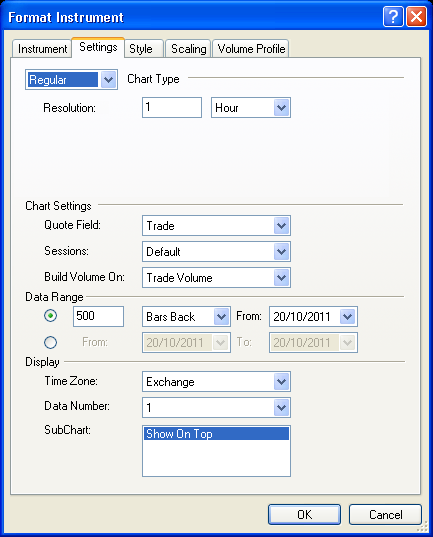 Format Instrument
Instrument Settings Style Scaling Volume Profile
Regular Chart Type
Resolution: 1 Hour
Chart Settings
Quote Field: Trade
Sessions: Default
Build Volume On: Trade Volume
Data Range
500 Bars Back From: 20/10/2011
From: 20/10/2011 To: 20/10/2011
Display
Time Zone: Exchange
Data Number: 1
SubChart: Show On Top
OK Cancel